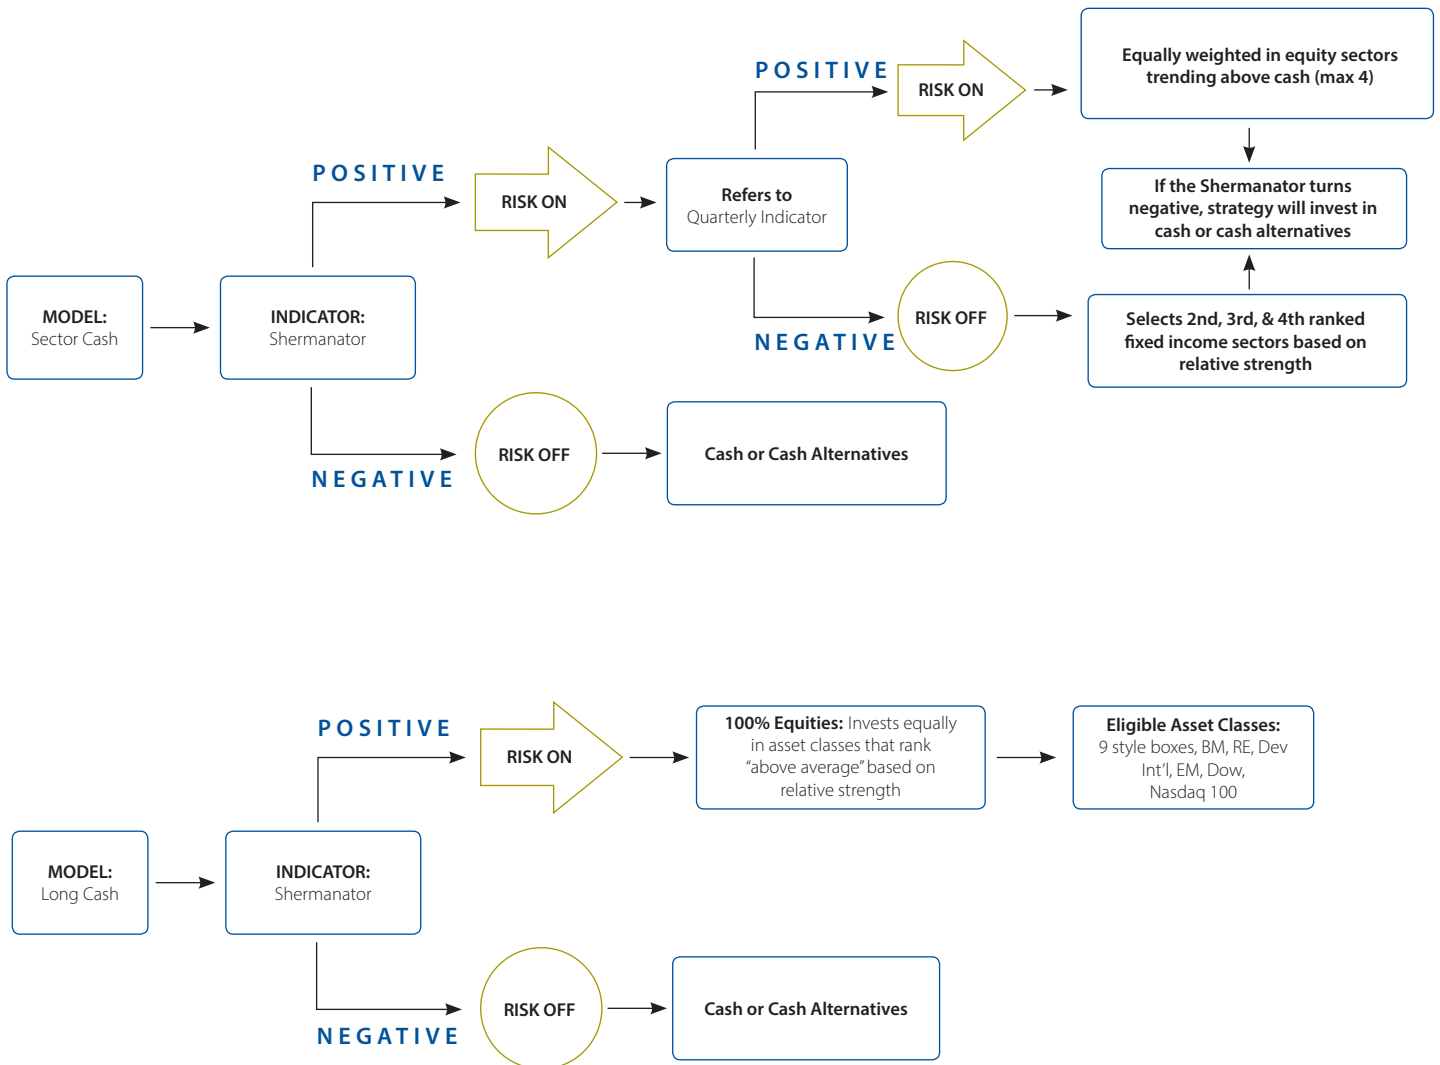 POSITIVE
RISK ON
Equally weighted in equity sectors
trending above cash (max 4)
POSITIVE
RISK ON
Refers to
Quarterly Indicator
If the Shermanator turns
negative, strategy will invest in
cash or cash alternatives
MODEL:
Sector Cash
INDICATOR:
Shermanator
NEGATIVE
RISK OFF
Selects 2nd, 3rd, & 4th ranked
fixed income sectors based on
relative strength
NEGATIVE
RISK OFF
Cash or Cash Alternatives
POSITIVE
RISK ON
100% Equities: Invests equally
in asset classes that rank
“above average” based on
relative strength
Eligible Asset Classes:
9 style boxes, BM, RE, Dev
Int’l, EM, Dow,
Nasdaq 100
MODEL:
Long Cash
INDICATOR:
Shermanator
NEGATIVE
RISK OFF
Cash or Cash Alternatives